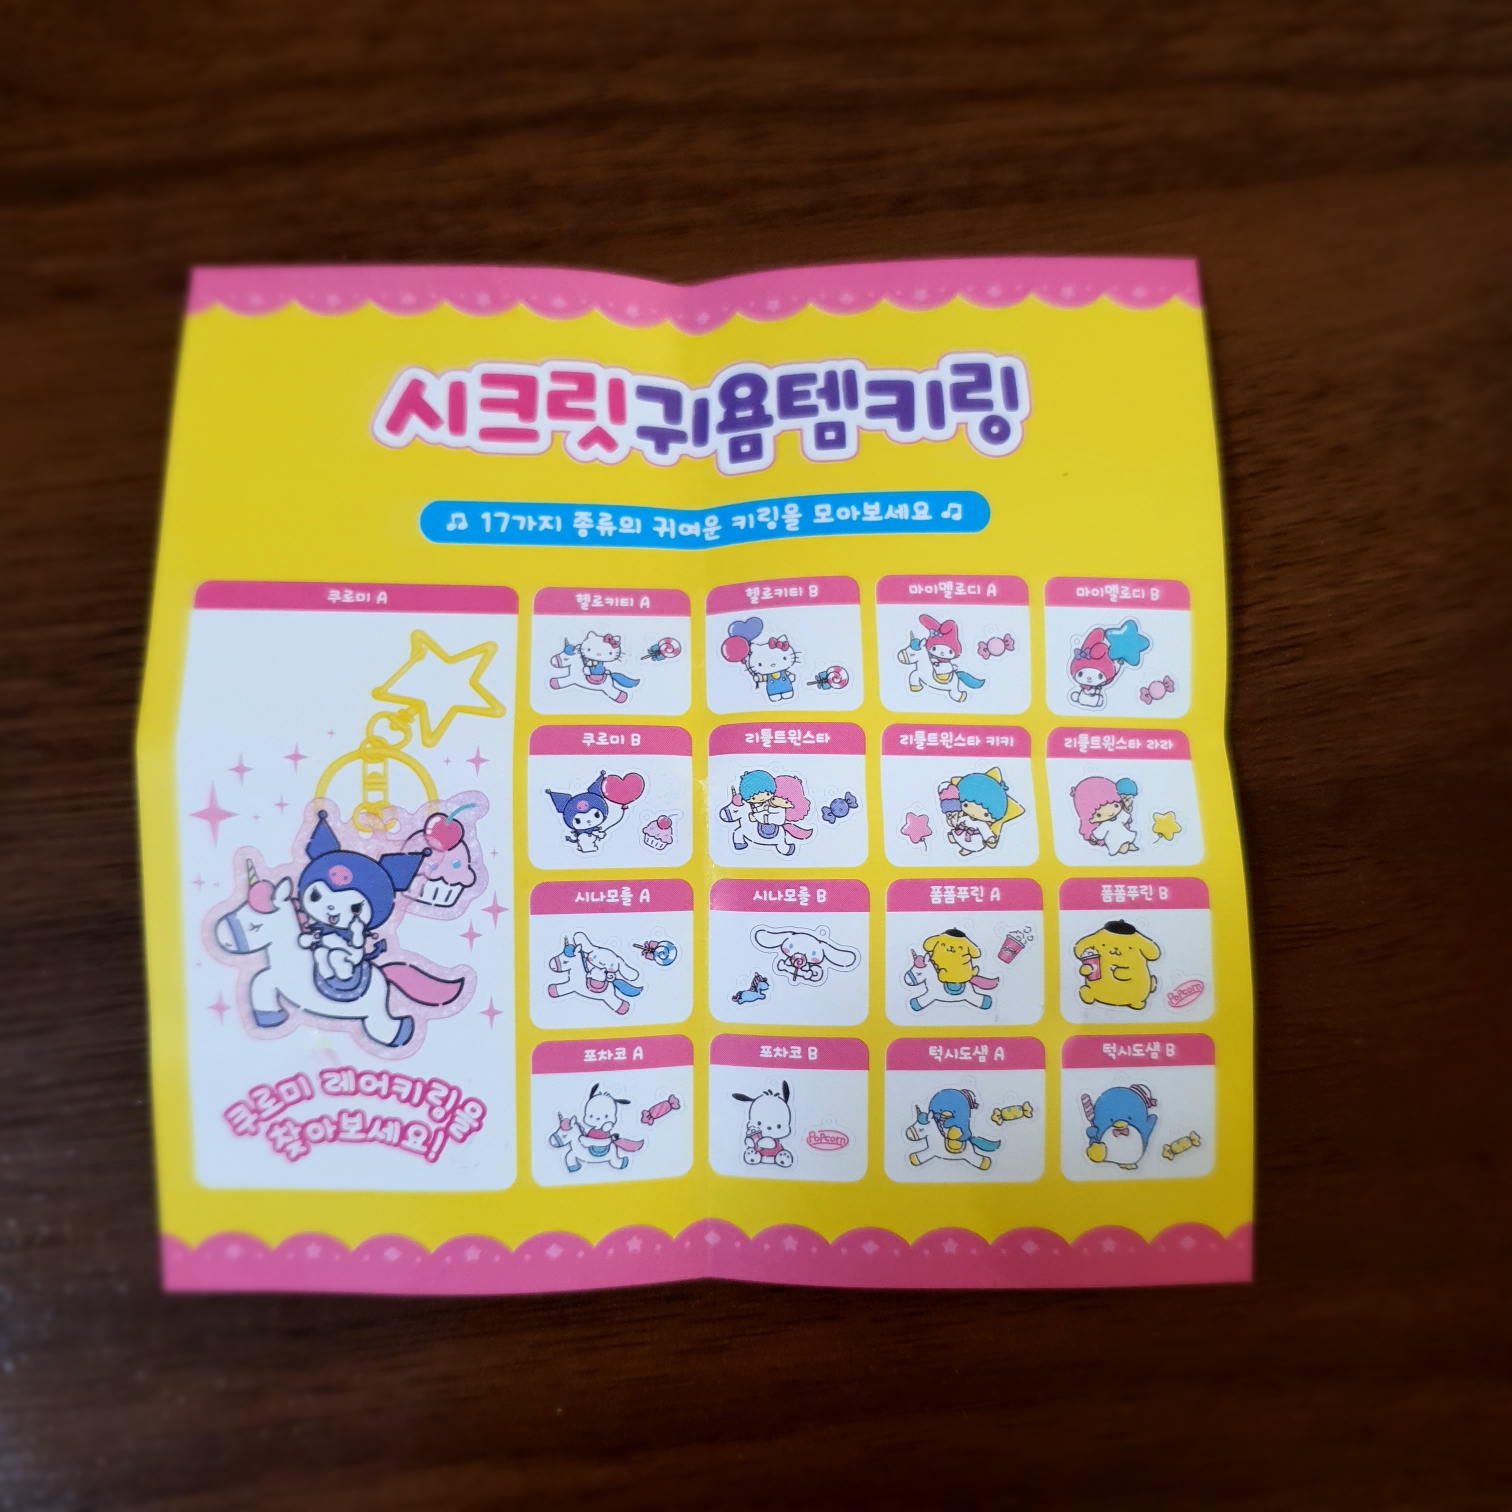 시크릿귀욤템키링
♫ 17가지 종류의 귀여운 키링을 모아보세요 ♫
쿠로미 A
헬로키티 A
헬로키티 B
마이멜로디 A
마이멜로디 B
쿠로미 B
리틀트윈스타
리틀트윈스타 키키
리틀트윈스타 라라
시나모롤 A
시나모롤 B
폼폼푸린 A
폼폼푸린 B
Popcorn
포차코 A
포차코 B
Popcorn
턱시도샘 A
턱시도샘 B
쿠로미 레어키링을
찾아보세요!